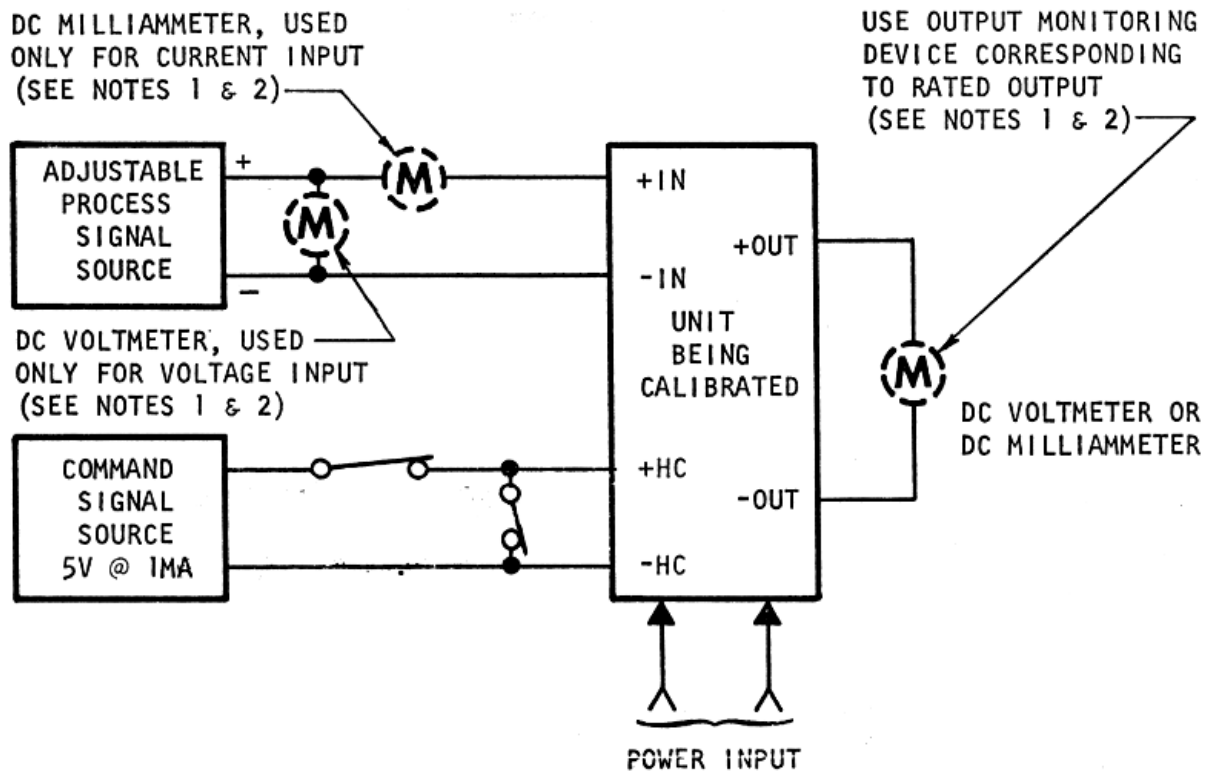 DC MILLIAMMETER, USED
ONLY FOR CURRENT INPUT
(SEE NOTES 1 & 2)
USE OUTPUT MONITORING
DEVICE CORRESPONDING
TO RATED OUTPUT
(SEE NOTES 1 & 2)
ADJUSTABLE
PROCESS
SIGNAL
SOURCE
+
−
M
M
DC VOLTMETER, USED
ONLY FOR VOLTAGE INPUT
(SEE NOTES 1 & 2)
COMMAND
SIGNAL
SOURCE
5V @ 1MA
+IN
-IN
+OUT
UNIT
BEING
CALIBRATED
+HC
-OUT
-HC
M
DC VOLTMETER OR
DC MILLIAMMETER
POWER INPUT